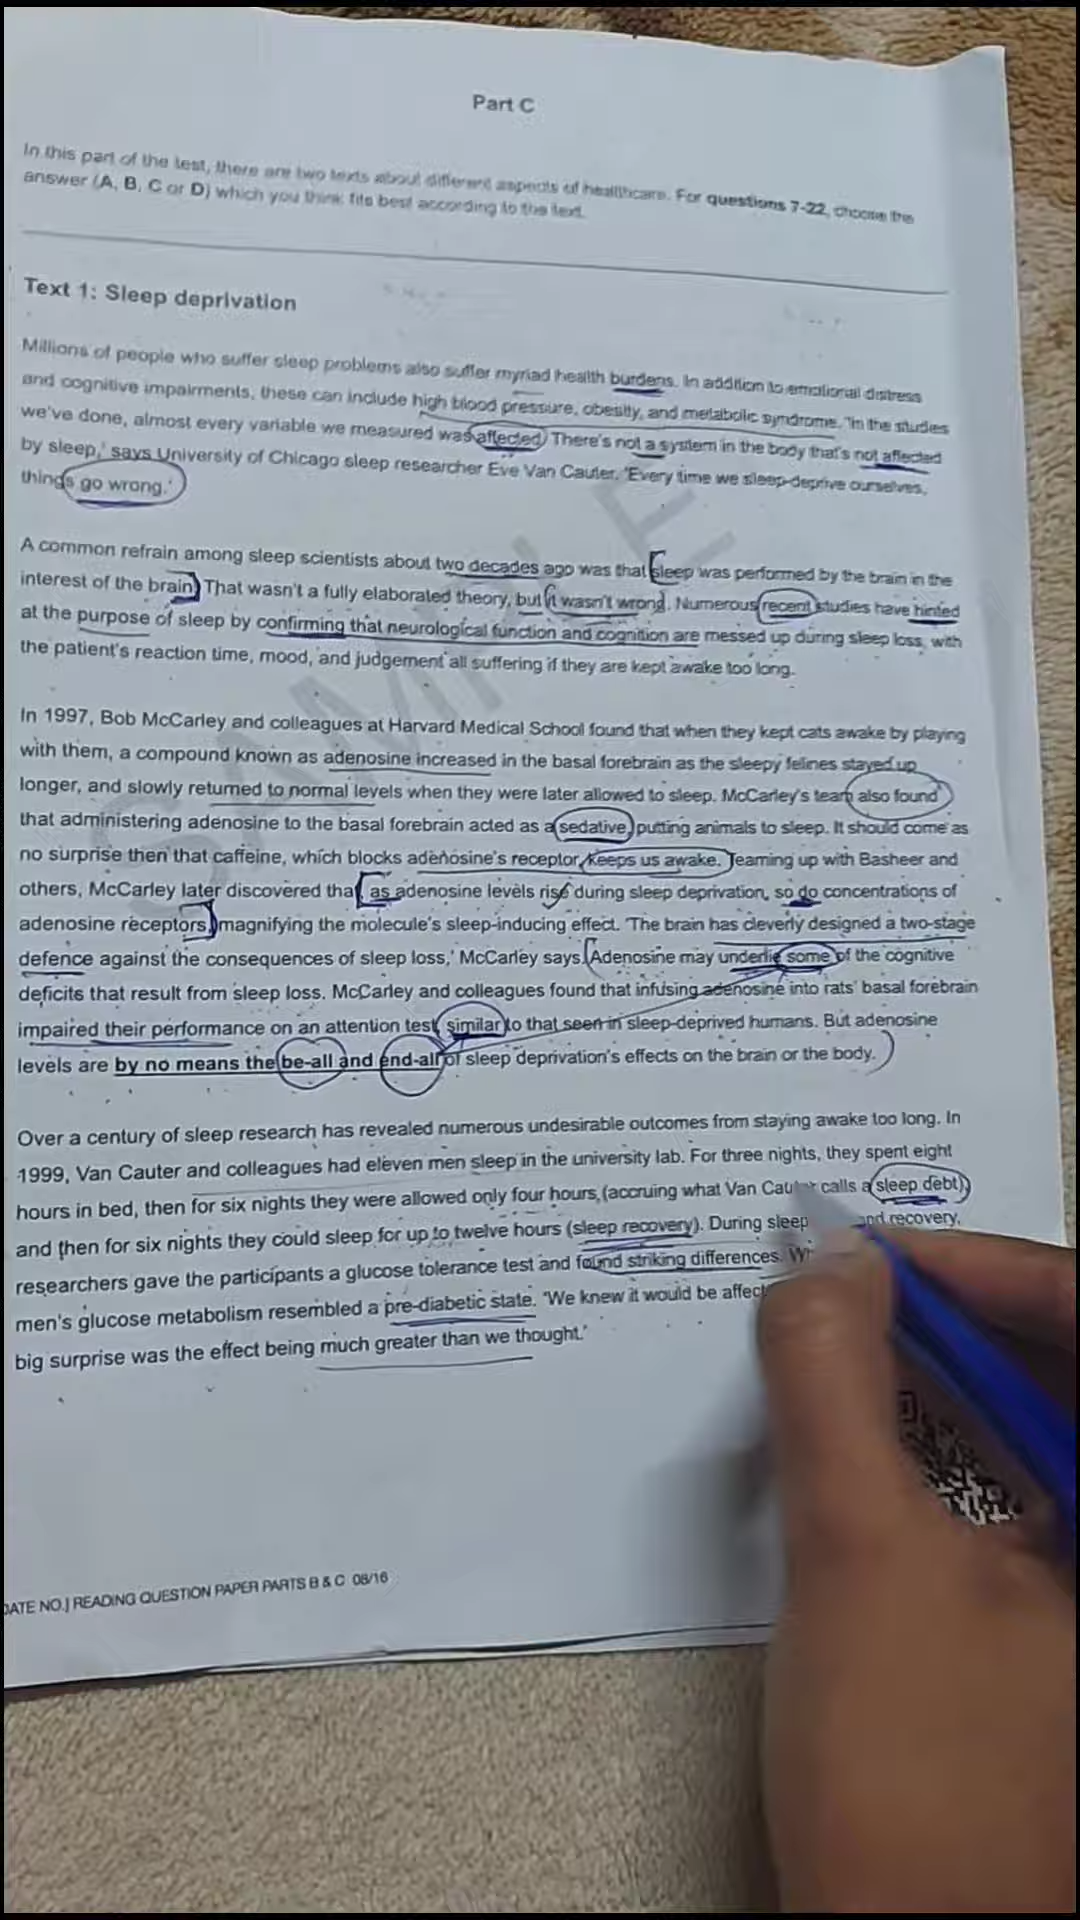 Part C
In this part of the test, there are two texts about different aspects of healthcare. For questions 7-22, choose the
answer (A, B, C or D) which you think fits best according to the text.
Text 1: Sleep deprivation
Millions of people who suffer sleep problems also suffer myriad health burdens. In addition to emotional distress
and cognitive impairments, these can include high blood pressure, obesity, and metabolic syndrome. 'In the studies
we've done, almost every variable we measured was affected. There's not a system in the body that's not affected
by sleep,' says University of Chicago sleep researcher Eve Van Cauter. 'Every time we sleep-deprive ourselves,
things go wrong.'
A common refrain among sleep scientists about two decades ago was that sleep was performed by the brain in the
interest of the brain. That wasn't a fully elaborated theory, but it wasn't wrong. Numerous recent studies have hinted
at the purpose of sleep by confirming that neurological function and cognition are messed up during sleep loss, with
the patient's reaction time, mood, and judgement all suffering if they are kept awake too long.
In 1997, Bob McCarley and colleagues at Harvard Medical School found that when they kept cats awake by playing
with them, a compound known as adenosine increased in the basal forebrain as the sleepy felines stayed up
longer, and slowly returned to normal levels when they were later allowed to sleep. McCarley's team also found
that administering adenosine to the basal forebrain acted as a sedative, putting animals to sleep. It should come as
no surprise then that caffeine, which blocks adenosine's receptor, keeps us awake. Teaming up with Basheer and
others, McCarley later discovered that, as adenosine levels rise during sleep deprivation, so do concentrations of
adenosine receptors, magnifying the molecule's sleep-inducing effect. 'The brain has cleverly designed a two-stage
defence against the consequences of sleep loss,' McCarley says. Adenosine may underlie some of the cognitive
deficits that result from sleep loss. McCarley and colleagues found that infusing adenosine into rats' basal forebrain
impaired their performance on an attention test, similar to that seen in sleep-deprived humans. But adenosine
levels are by no means the be-all and end-all of sleep deprivation's effects on the brain or the body.
Over a century of sleep research has revealed numerous undesirable outcomes from staying awake too long. In
1999, Van Cauter and colleagues had eleven men sleep in the university lab. For three nights, they spent eight
hours in bed, then for six nights they were allowed only four hours (accruing what Van Cauter calls a sleep debt),
and then for six nights they could sleep for up to twelve hours (sleep recovery). During sleep and recovery,
researchers gave the participants a glucose tolerance test and found striking differences.
men's glucose metabolism resembled a pre-diabetic state. 'We knew it would be
big surprise was the effect being much greater than we thought.'
NO.] READING QUESTION PAPER PARTS B & C 08/16